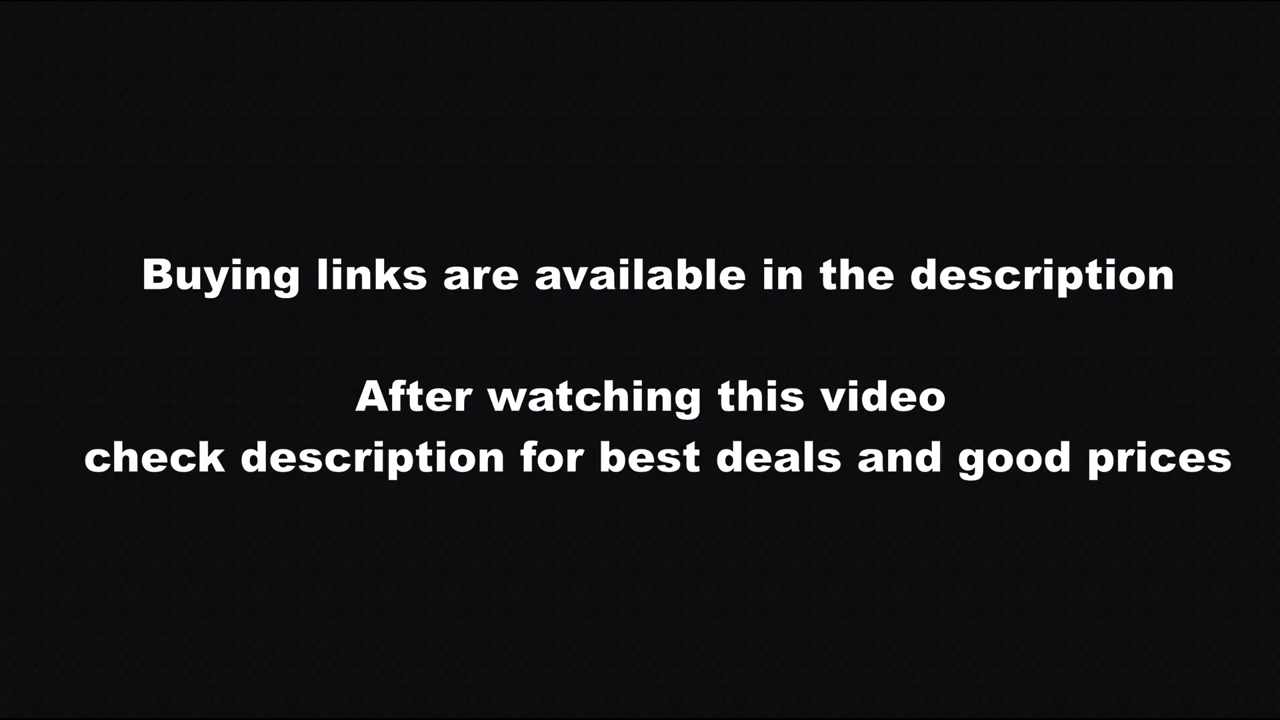 Buying links are available in the description
After watching this video
check description for best deals and good prices